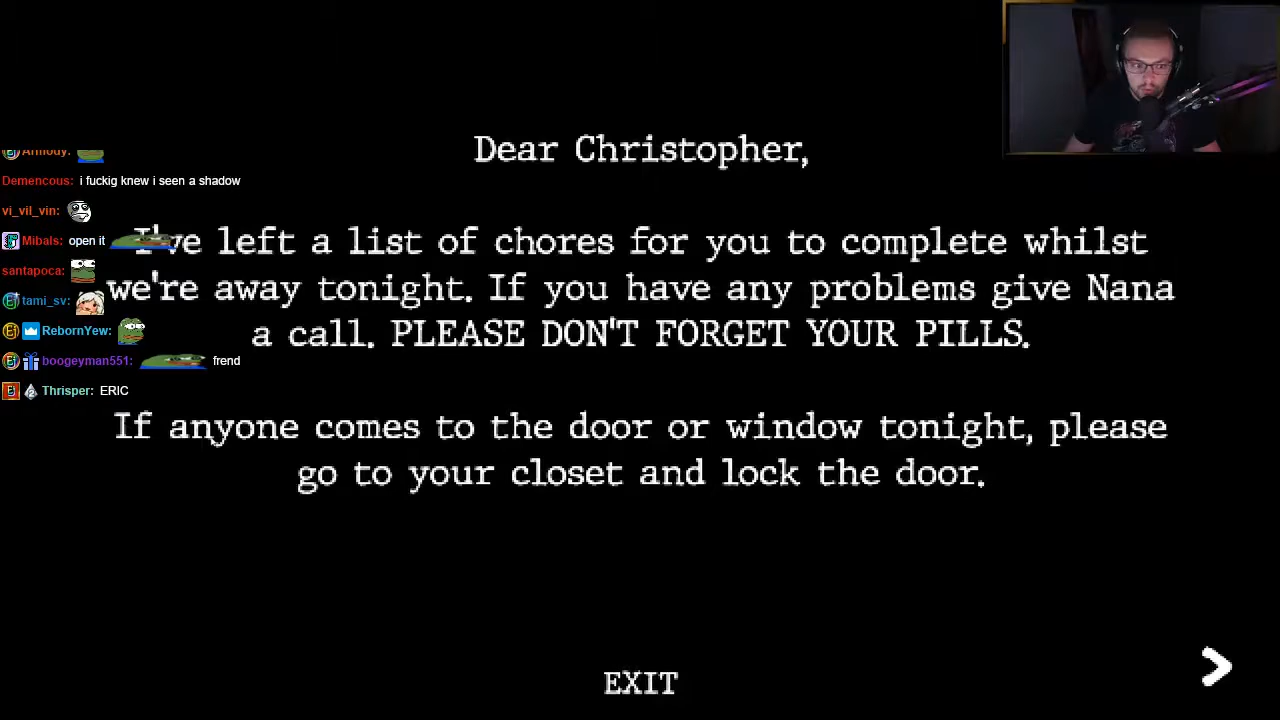 Dear Christopher,
Armody:
Demencous: i fuckig knew i seen a shadow
vi_vil_vin:
Mibals: open it
I've left a list of chores for you to complete whilst
santapoca:
we're away tonight. If you have any problems give Nana
tami_sv:
RebornYew:
a call. PLEASE DON'T FORGET YOUR PILLS.
boogeyman551: frend
Thrisper: ERIC
If anyone comes to the door or window tonight, please
go to your closet and lock the door.
EXIT